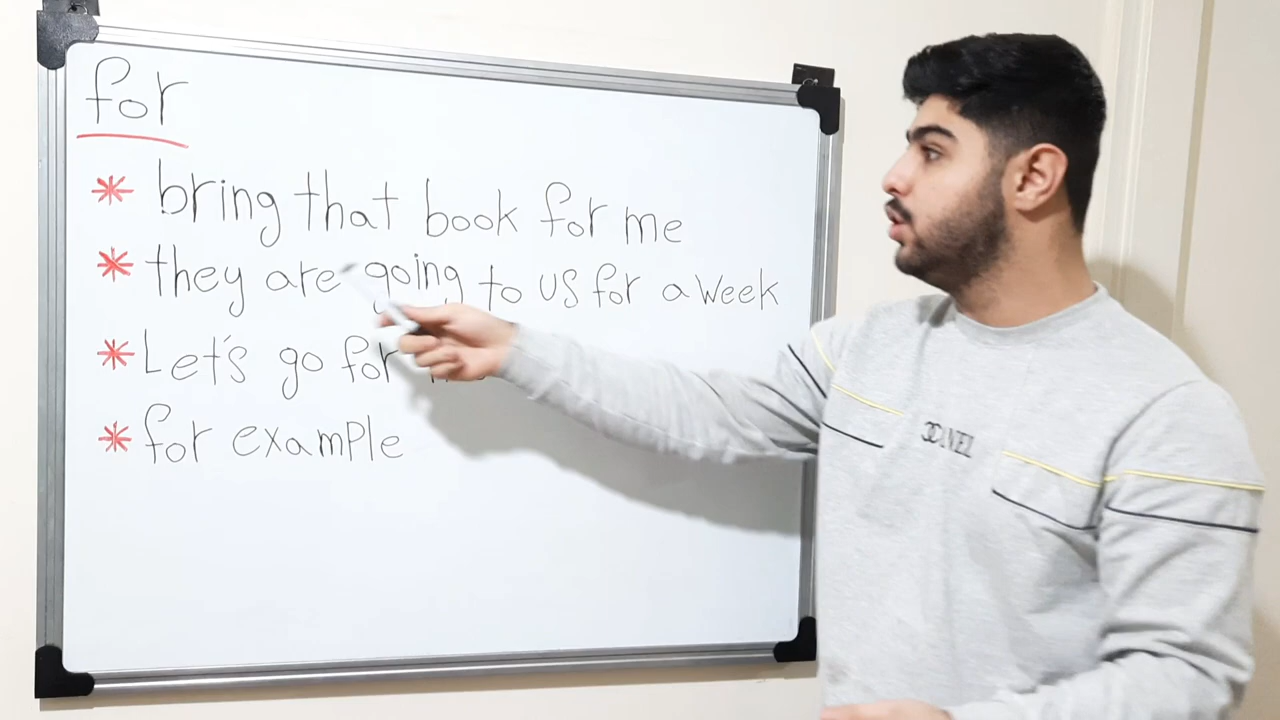 for
* bring that book for me
* they are going to us for a week
* Let's go for
* for example